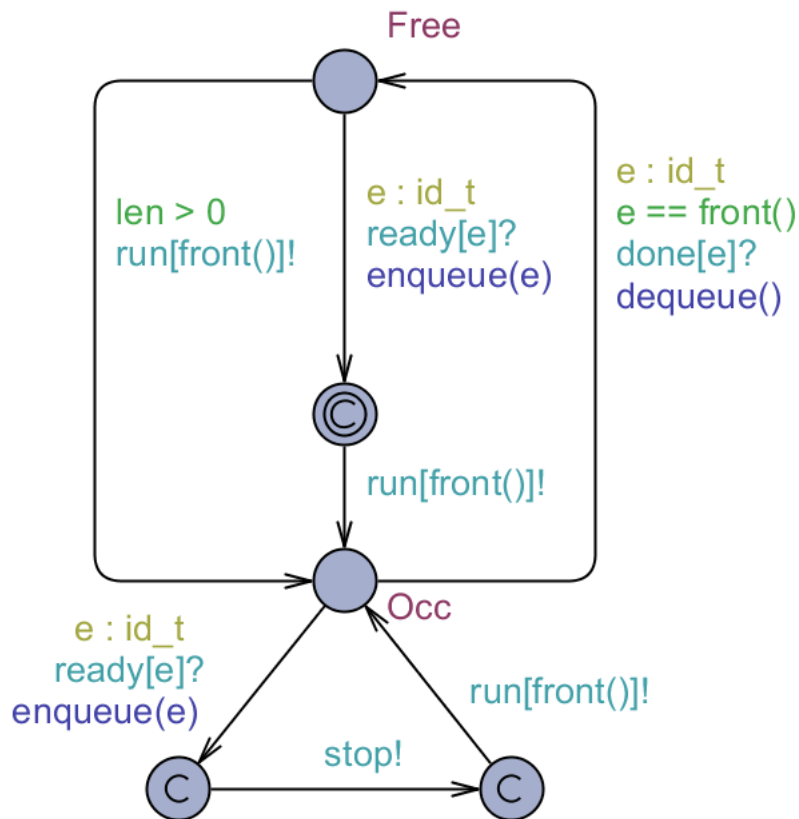 Free
len > 0
run[front()]!
e : id_t
ready[e]?
enqueue(e)
e : id_t
e == front()
done[e]?
dequeue()
C
run[front()]!
Occ
e : id_t
ready[e]?
enqueue(e)
run[front()]!
stop!
C
C